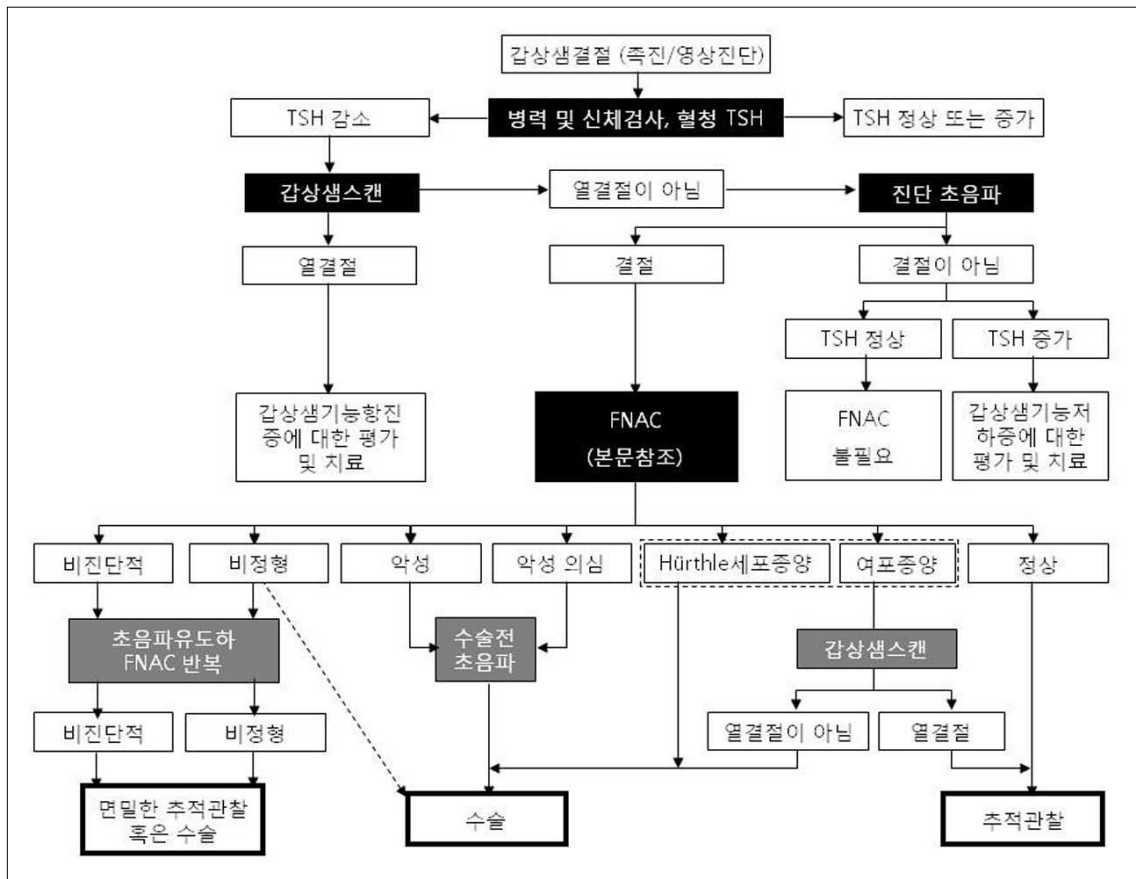 갑상샘결절 (족진/영상진단)
TSH 감소
병력 및 신체검사, 혈청 TSH
TSH 정상 또는 증가
갑상샘스캔
열결절이 아님
진단 초음파
열결절
결절
결절이 아님
TSH 정상
TSH 증가
갑상샘기능항진
증에 대한 평가
및 치료
FNAC
(본문참조)
FNAC
불필요
갑상샘기능저
하증에 대한
평가 및 치료
비진단적
비정형
악성
악성 의심
Hürthle세포종양
여포종양
정상
초음파유도하
FNAC 반복
수술전
초음파
갑상샘스캔
비진단적
비정형
열결절이 아님
열결절
면밀한 추적관찰
혹은 수술
수술
추적관찰